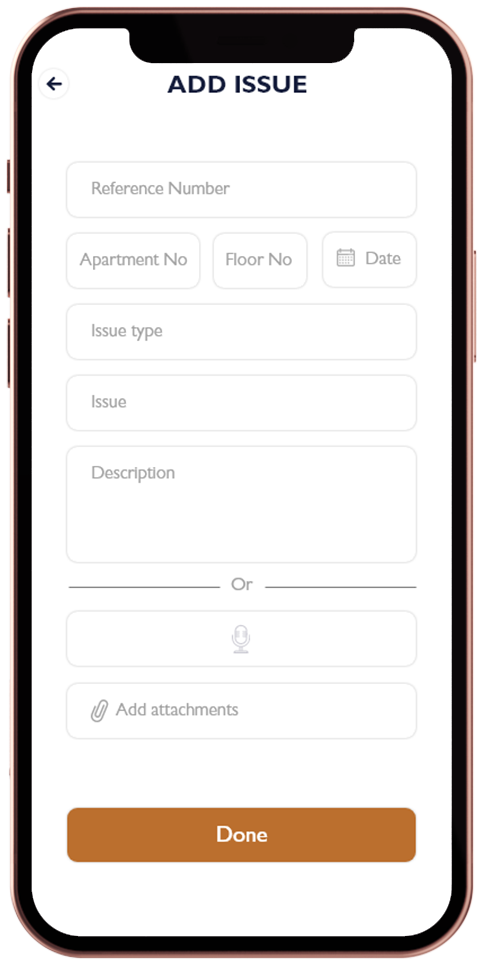 ADD ISSUE
Reference Number
Apartment No
Floor No
Date
Issue type
Issue
Description
Or
Add attachments
Done